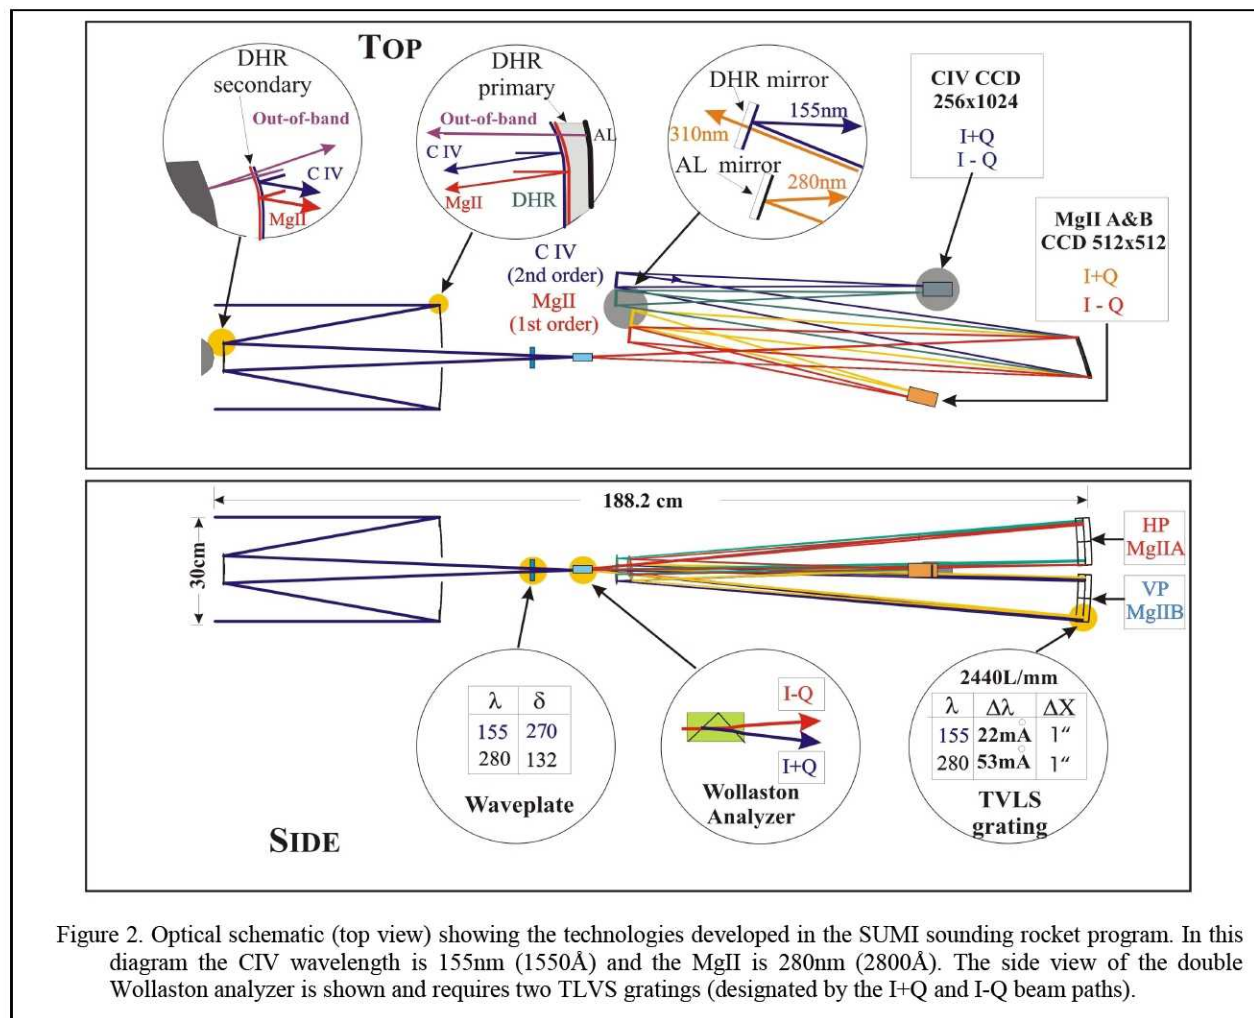 TOP
DHR
secondary
Out-of-band
C IV
MgII
DHR
primary
Out-of-band
AL
C IV
MgII
DHR
DHR mirror
155nm
310nm
AL mirror
280nm
CIV CCD
256x1024
I+Q
I - Q
MgII A&B
CCD 512x512
I+Q
I - Q
C IV
(2nd order)
MgII
(1st order)
188.2 cm
30cm
HP
MgIIA
VP
MgIIB
λ δ
155 270
280 132
Waveplate
I-Q
I+Q
Wollaston
Analyzer
2440L/mm
λ Δλ ΔX
155 22mÅ 1“
280 53mÅ 1“
TVLS
grating
SIDE
Figure 2. Optical schematic (top view) showing the technologies developed in the SUMI sounding rocket program. In this
diagram the CIV wavelength is 155nm (1550Å) and the MgII is 280nm (2800Å). The side view of the double
Wollaston analyzer is shown and requires two TLVS gratings (designated by the I+Q and I-Q beam paths).